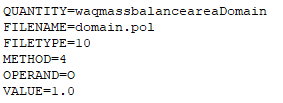 QUANTITY=waqmassbalanceareaDomain
FILENAME=domain.pol
FILETYPE=10
METHOD=4
OPERAND=O
VALUE=1.0